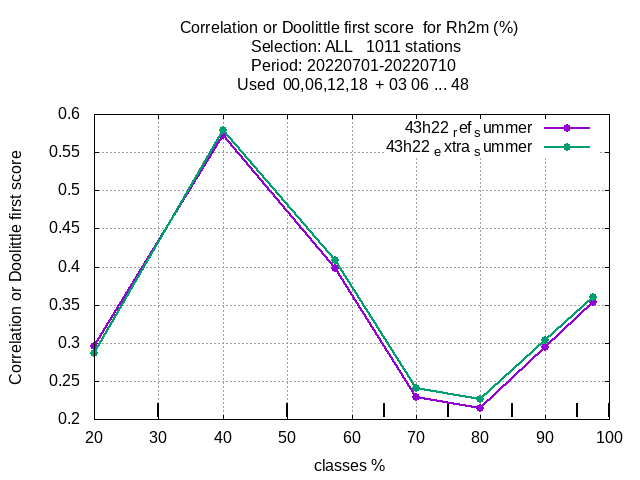 Correlation or Doolittle first score  for Rh2m (%)
Selection: ALL   1011 stations
Period: 20220701-20220710
Used  00,06,12,18  + 03 06 ... 48
43h22 ref summer
43h22 extra summer
Correlation or Doolittle first score
0.6
0.55
0.5
0.45
0.4
0.35
0.3
0.25
0.2
20 30 40 50 60 70 80 90 100
classes %